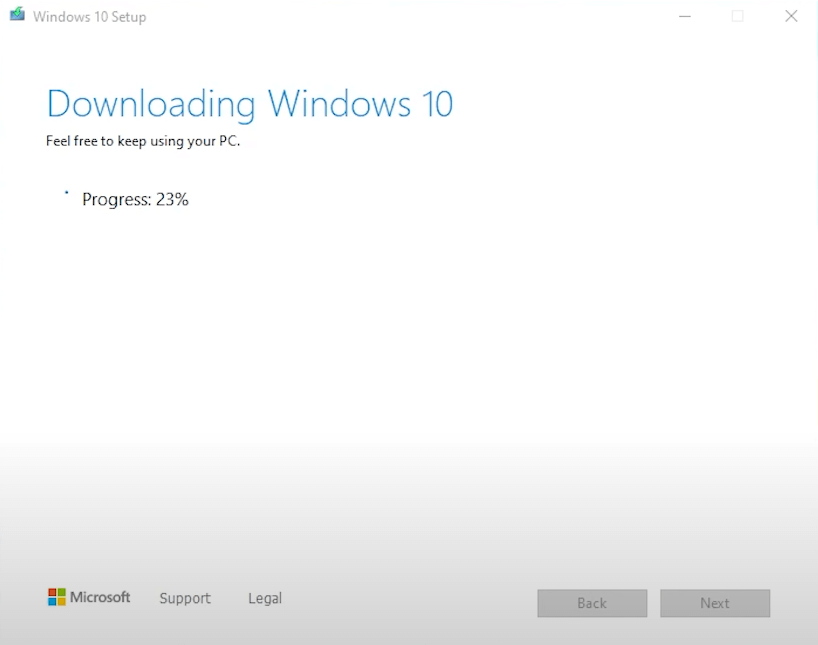 Windows 10 Setup
Downloading Windows 10
Feel free to keep using your PC.
Progress: 23%
Microsoft Support Legal Back Next